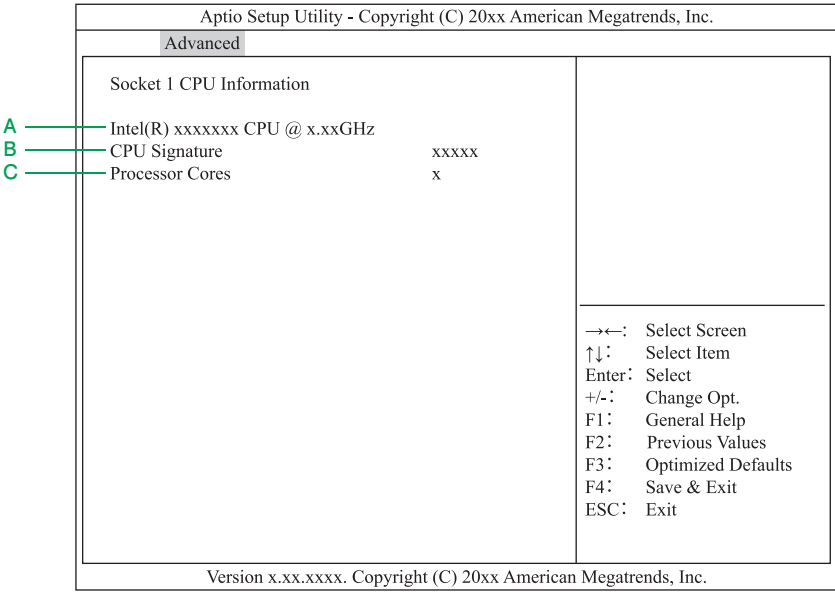 Aptio Setup Utility - Copyright (C) 20xx American Megatrends, Inc.
Advanced
Socket 1 CPU Information
A
Intel(R) xxxxxxx CPU @ x.xxGHz
B
CPU Signature xxxxx
C
Processor Cores x
→←: Select Screen
↑↓: Select Item
Enter: Select
+/-: Change Opt.
F1: General Help
F2: Previous Values
F3: Optimized Defaults
F4: Save & Exit
ESC: Exit
Version x.xx.xxxx. Copyright (C) 20xx American Megatrends, Inc.